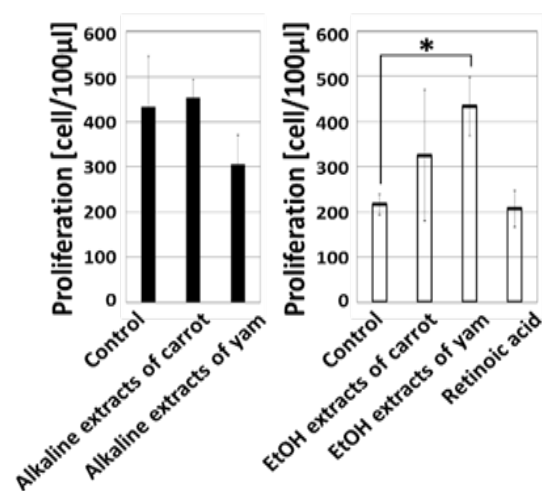 Proliferation [cell/100μl]
600
500
400
300
200
100
0
Control
Alkaline extracts of carrot
Alkaline extracts of yam
Proliferation [cell/100μl]
600
500
400
300
200
100
0
*
Control
EtOH extracts of carrot
EtOH extracts of yam
Retinoic acid